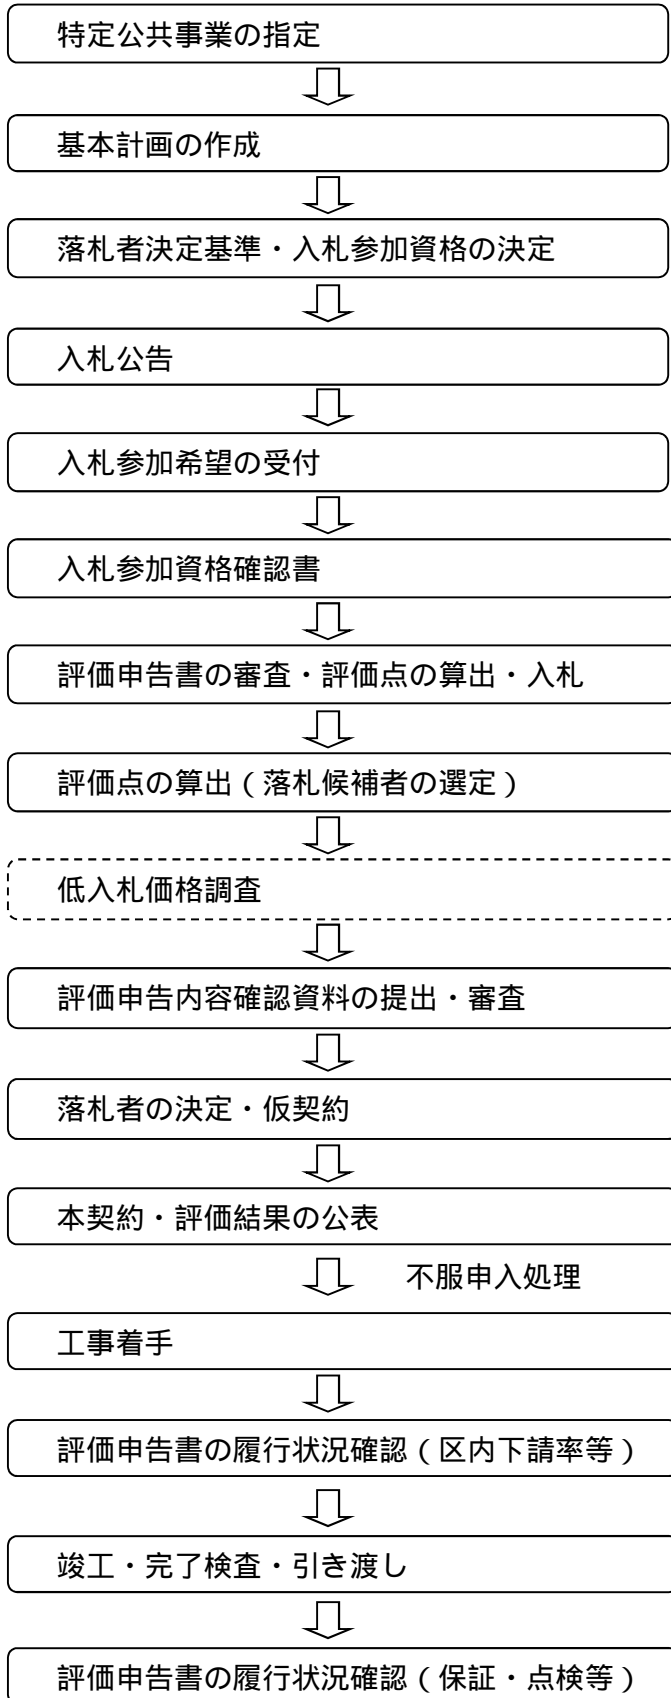 特定公共事業の指定
基本計画の作成
落札者決定基準・入札参加資格の決定
入札公告
入札参加希望の受付
入札参加資格確認書
評価申告書の審査・評価点の算出・入札
評価点の算出（落札候補者の選定）
低入札価格調査
評価申告内容確認資料の提出・審査
落札者の決定・仮契約
本契約・評価結果の公表
不服申入処理
工事着手
評価申告書の履行状況確認（区内下請率等）
竣工・完了検査・引き渡し
評価申告書の履行状況確認（保証・点検等）